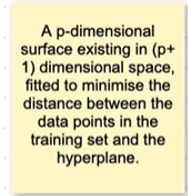 A p-dimensional
surface existing in (p+
1) dimensional space,
fitted to minimise the
distance between the
data points in the
training set and the
hyperplane.